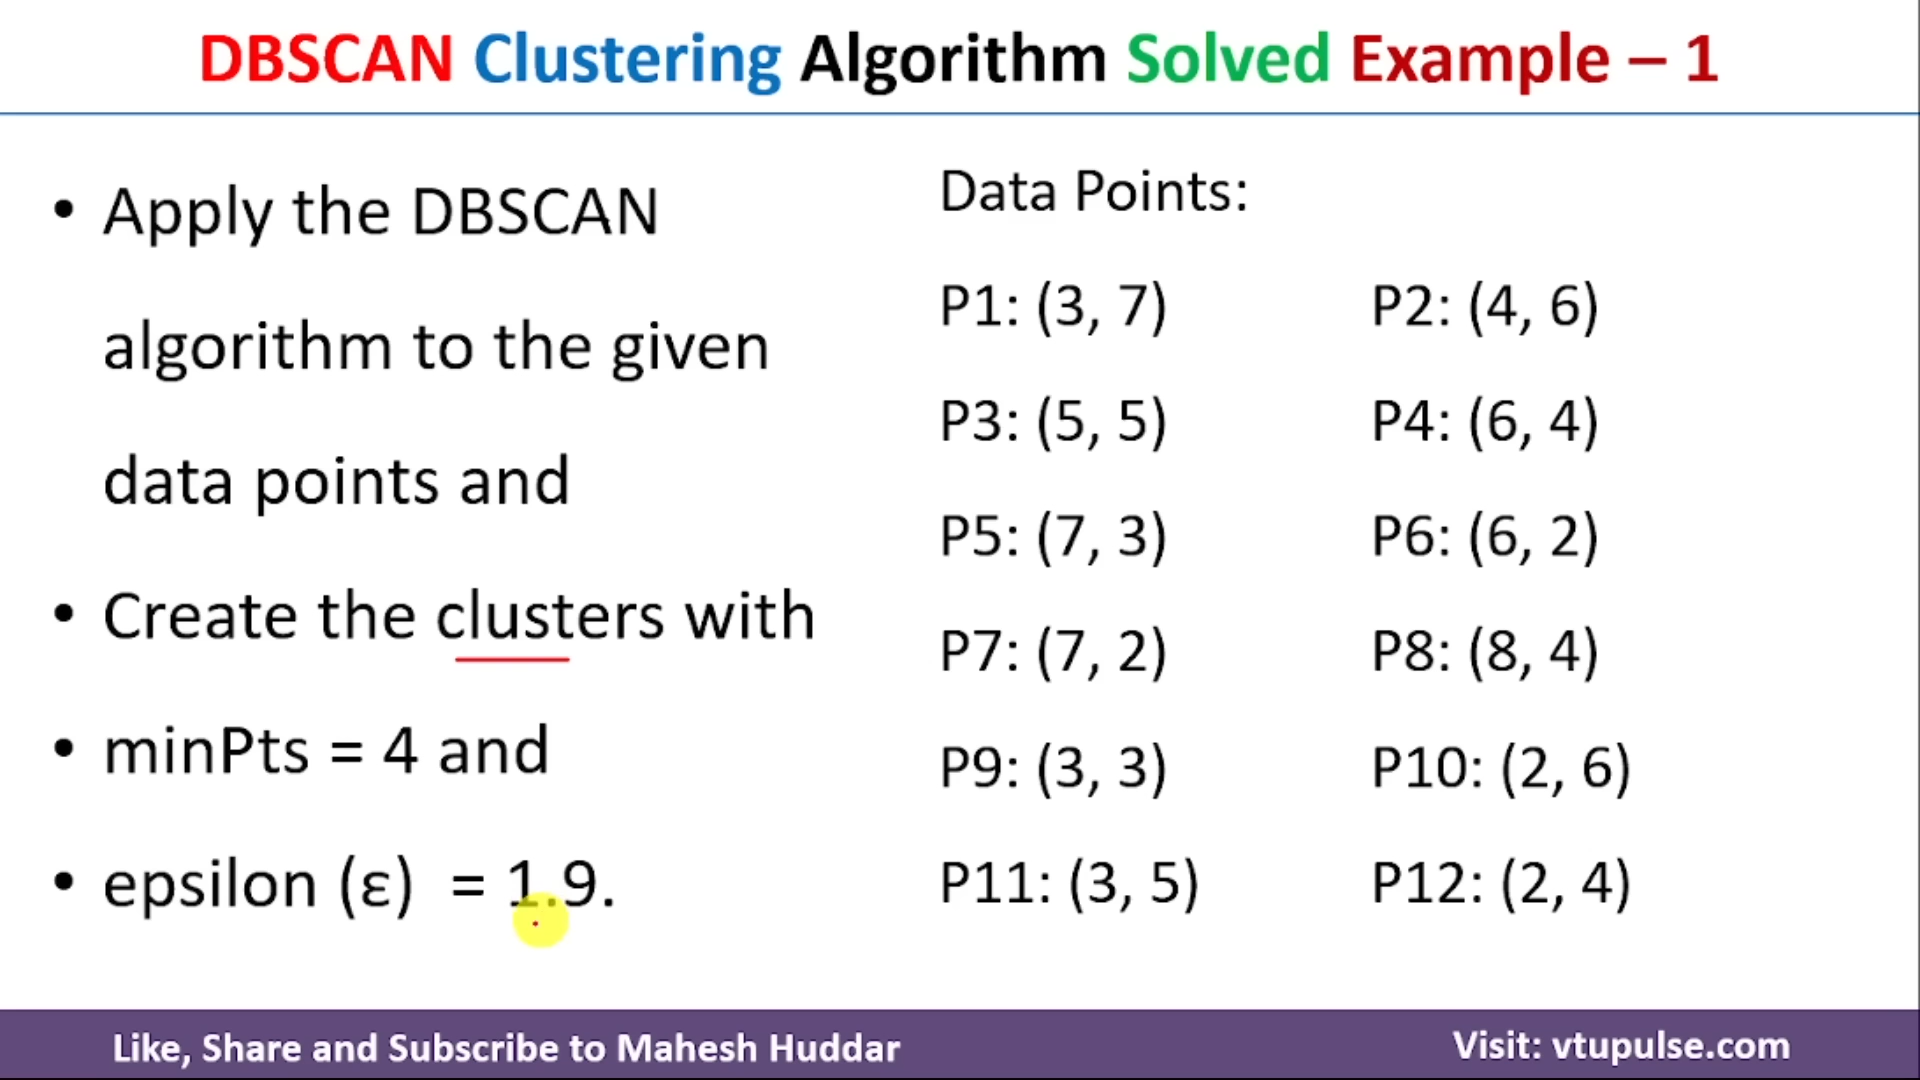 DBSCAN Clustering Algorithm Solved Example – 1
• Apply the DBSCAN
algorithm to the given
data points and
• Create the clusters with
• minPts = 4 and
• epsilon (ε) = 1.9.
Data Points:
P1: (3, 7) P2: (4, 6)
P3: (5, 5) P4: (6, 4)
P5: (7, 3) P6: (6, 2)
P7: (7, 2) P8: (8, 4)
P9: (3, 3) P10: (2, 6)
P11: (3, 5) P12: (2, 4)
Like, Share and Subscribe to Mahesh Huddar
Visit: vtupulse.com